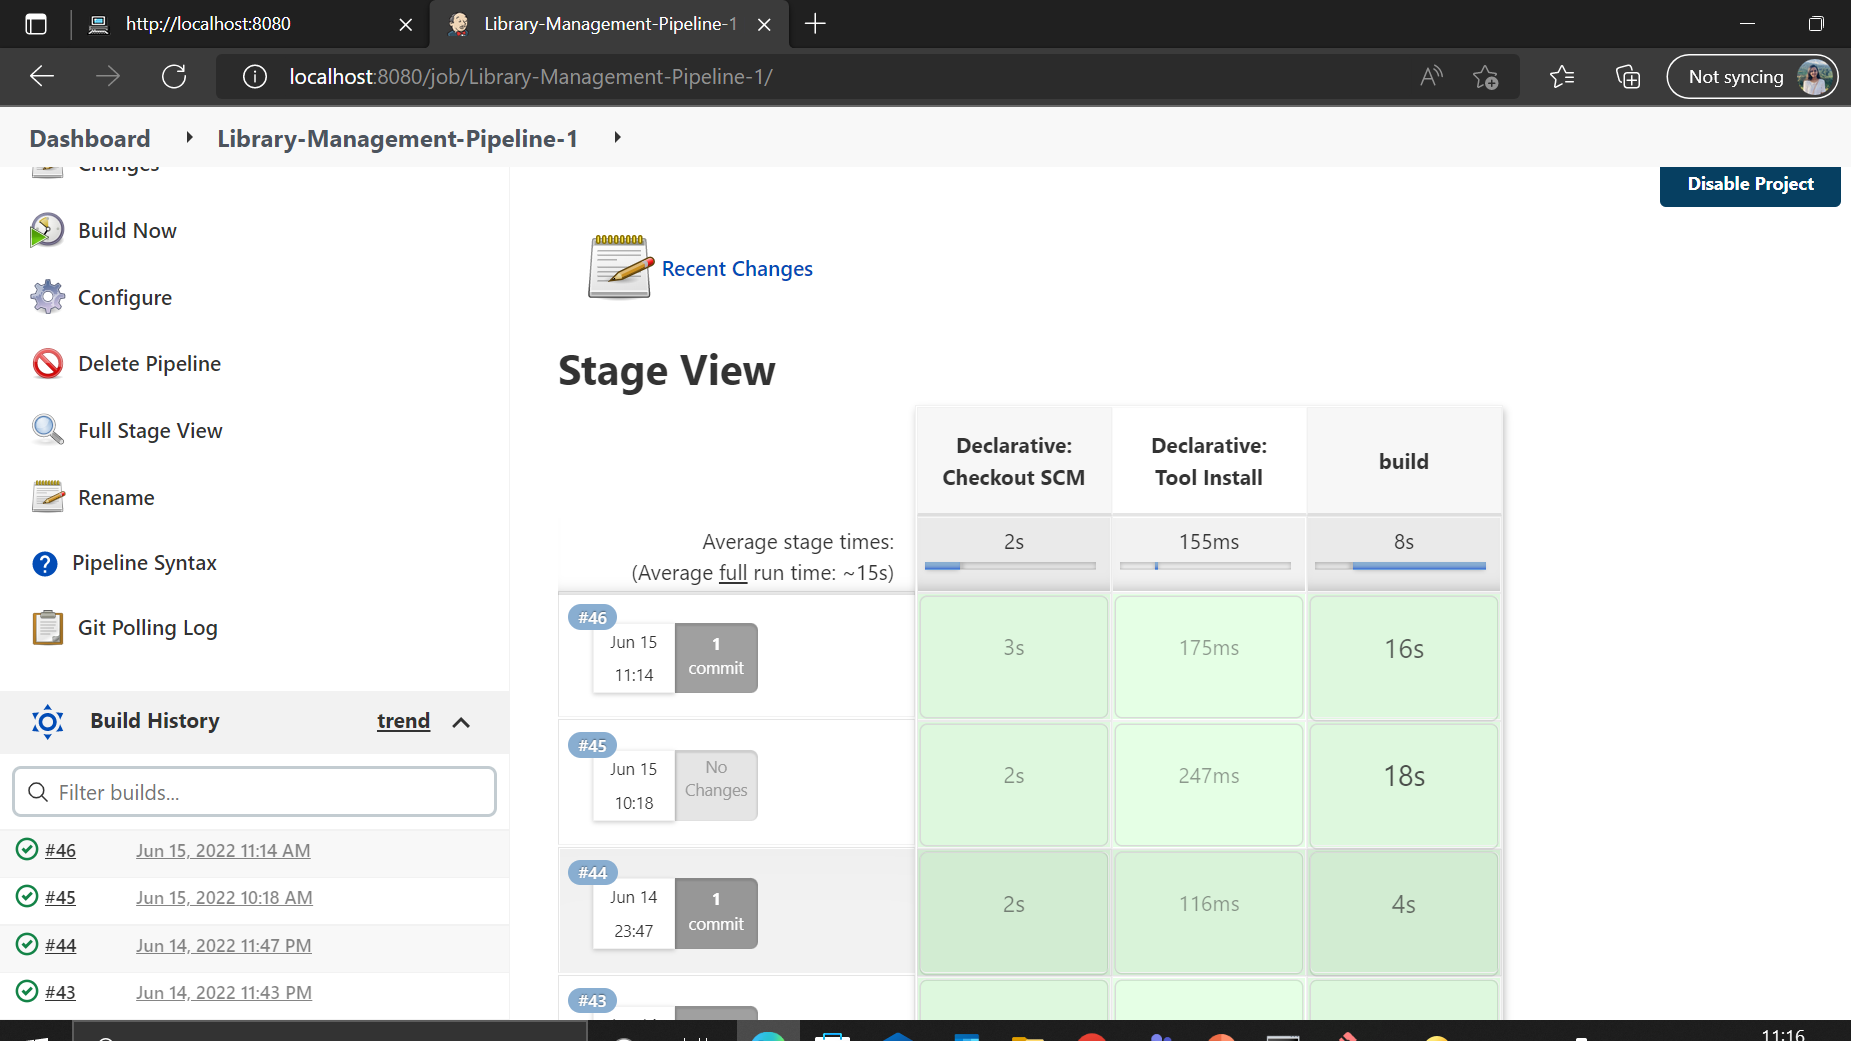 http://localhost:8080
Library-Management-Pipeline-1
localhost:8080/job/Library-Management-Pipeline-1/
Not syncing
Dashboard
Library-Management-Pipeline-1
Changes
Build Now
Configure
Delete Pipeline
Full Stage View
Rename
Pipeline Syntax
Git Polling Log
Build History
trend
Filter builds...
#46
Jun 15, 2022 11:14 AM
#45
Jun 15, 2022 10:18 AM
#44
Jun 14, 2022 11:47 PM
#43
Jun 14, 2022 11:43 PM
Disable Project
Recent Changes
Stage View
Declarative:
Checkout SCM
Declarative:
Tool Install
build
Average stage times:
(Average full run time: ~15s)
2s
155ms
8s
#46
Jun 15
11:14
1
commit
3s
175ms
16s
#45
Jun 15
10:18
No
Changes
2s
247ms
18s
#44
Jun 14
23:47
1
commit
2s
116ms
4s
#43
11:16